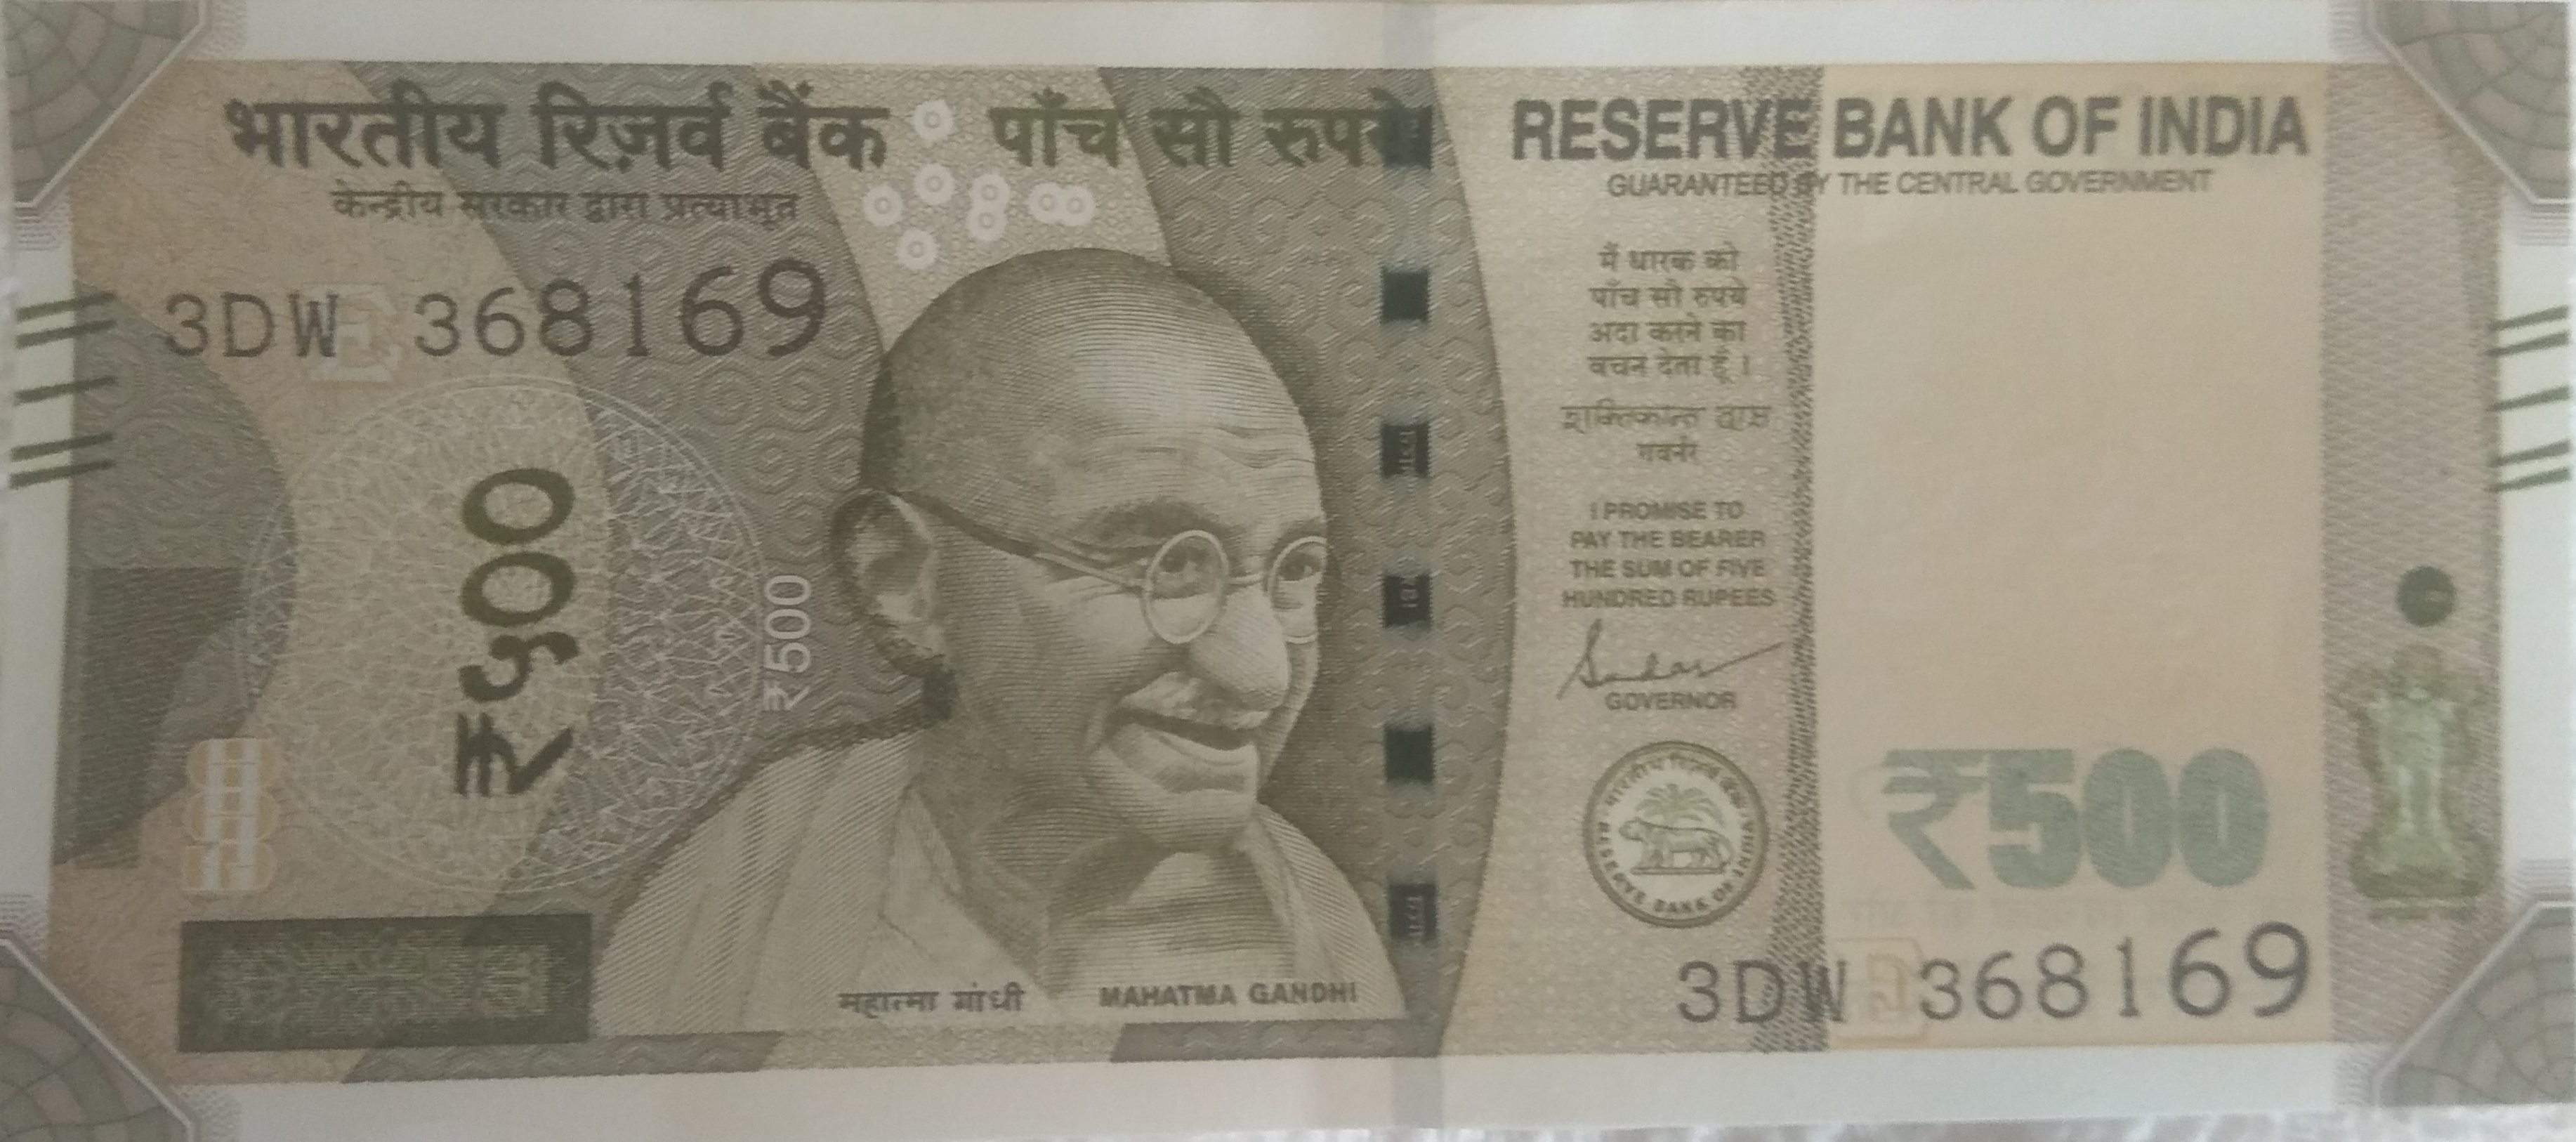 भारतीय रिज़र्व बैंक
पाँच सौ रुपये
केन्द्रीय सरकार द्वारा प्रत्याभूत
3DW 368169
₹५००
₹500
महात्मा गांधी
MAHATMA GANDHI
RESERVE BANK OF INDIA
GUARANTEED BY THE CENTRAL GOVERNMENT
मैं धारक को
पाँच सौ रुपये
अदा करने का
वचन देता हूँ ।
शक्तिकान्त दास
गवर्नर
I PROMISE TO
PAY THE BEARER
THE SUM OF FIVE
HUNDRED RUPEES
GOVERNOR
भारतीय रिज़र्व बैंक
RESERVE BANK OF INDIA
₹500
3DW 368169